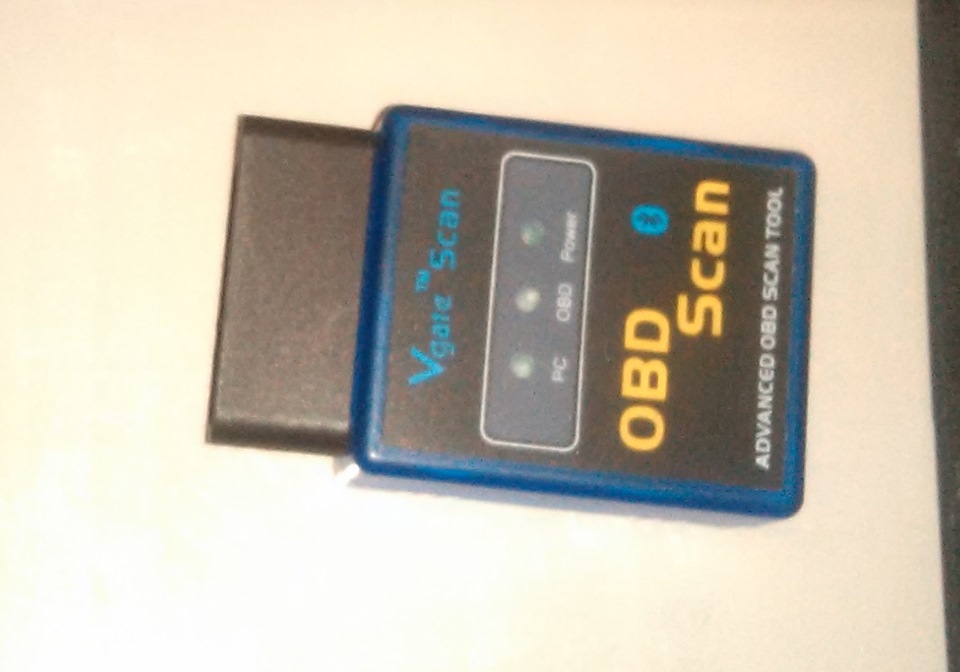 Vgate™ Scan
PC OBD Power
OBD
Scan
ADVANCED OBD SCAN TOOL